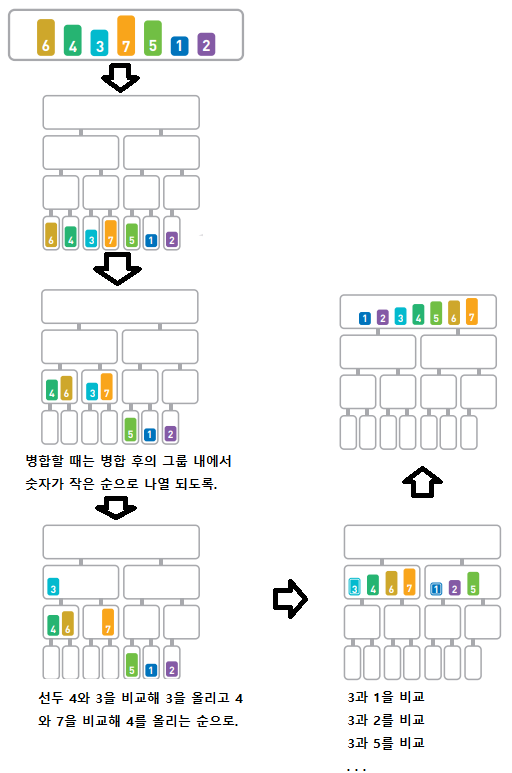 6 4 3 7 5 1 2
6 4 3 7 5 1 2
4 6 3 7
5 1 2
병합할 때는 병합 후의 그룹 내에서
숫자가 작은 순으로 나열 되도록.
3
4 6 7
5 1 2
선두 4와 3을 비교해 3을 올리고 4
와 7을 비교해 4를 올리는 순으로.
1 2 3 4 5 6 7
3 4 6 7 1 2 5
3과 1을 비교
3과 2를 비교
3과 5를 비교
. . .